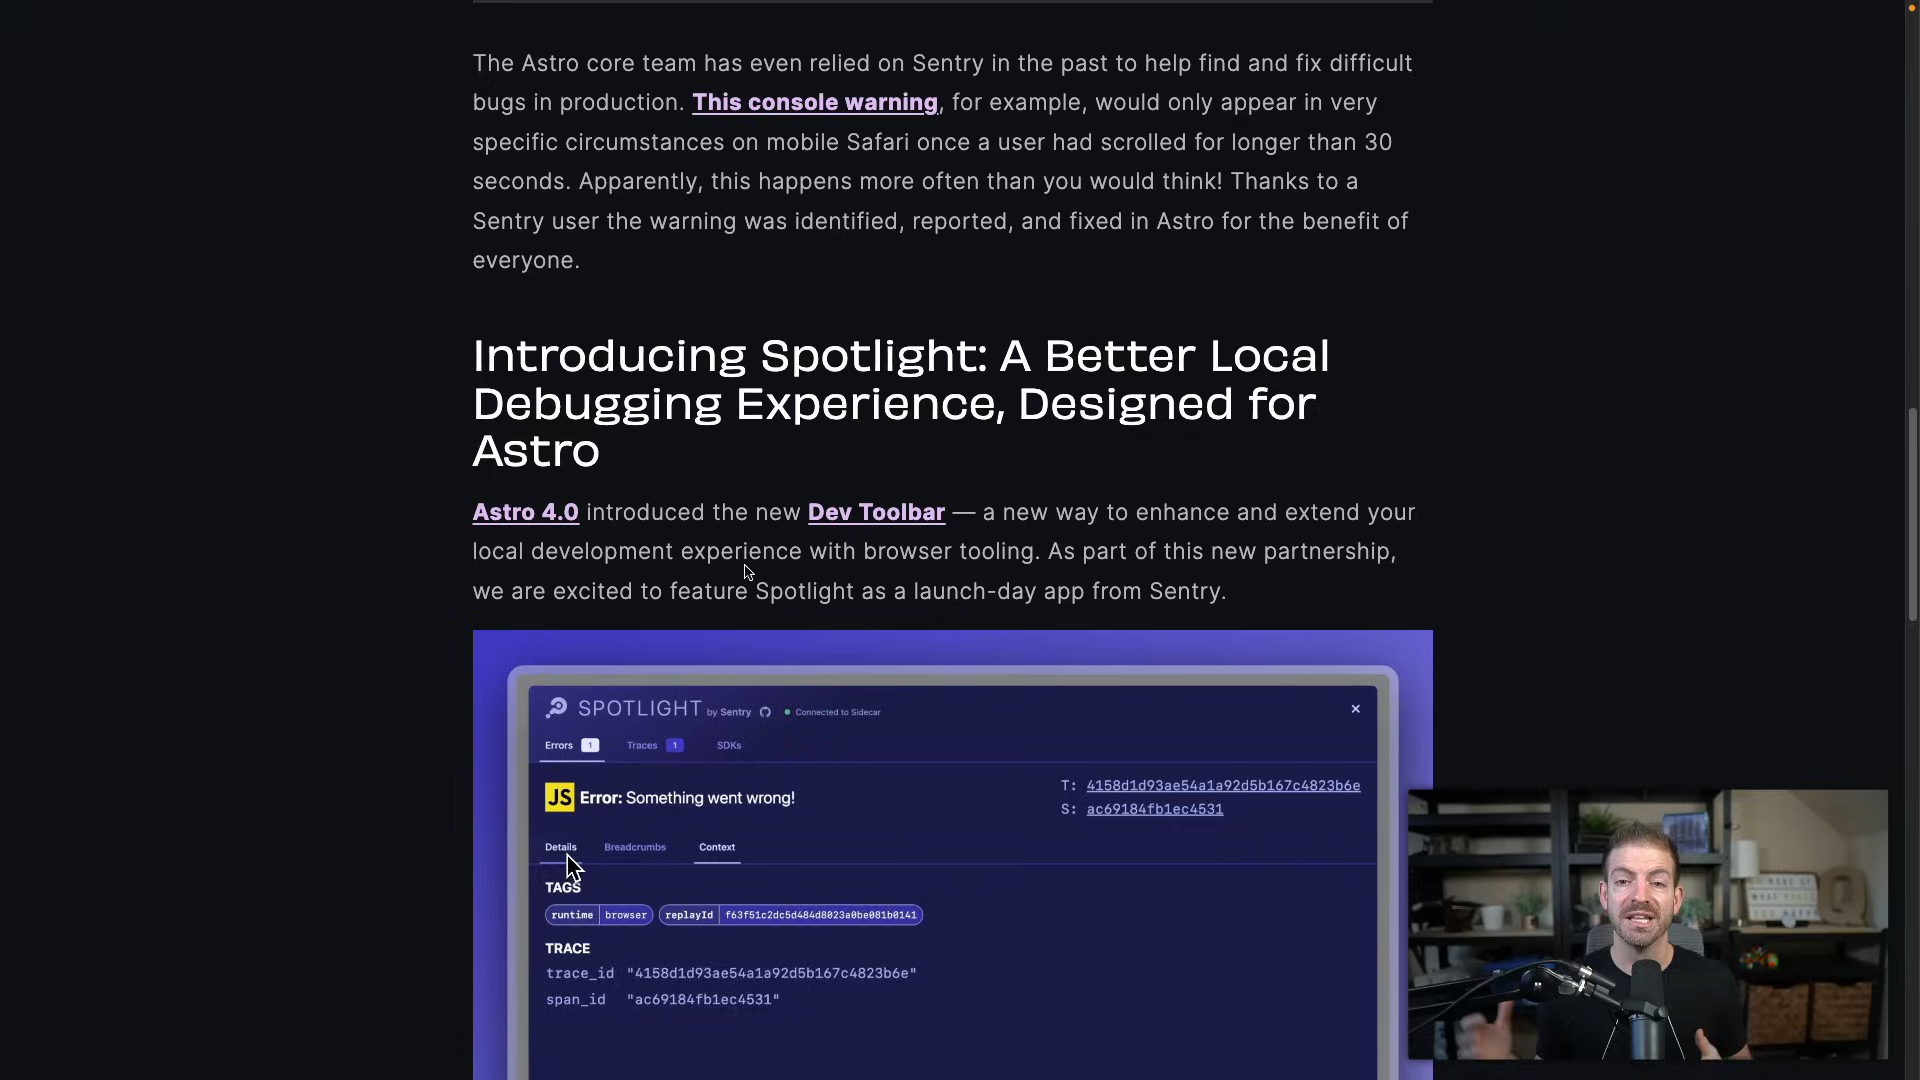 The Astro core team has even relied on Sentry in the past to help find and fix difficult
bugs in production. This console warning, for example, would only appear in very
specific circumstances on mobile Safari once a user had scrolled for longer than 30
seconds. Apparently, this happens more often than you would think! Thanks to a
Sentry user the warning was identified, reported, and fixed in Astro for the benefit of
everyone.
Introducing Spotlight: A Better Local
Debugging Experience, Designed for
Astro
Astro 4.0 introduced the new Dev Toolbar — a new way to enhance and extend your
local development experience with browser tooling. As part of this new partnership,
we are excited to feature Spotlight as a launch-day app from Sentry.
SPOTLIGHT by Sentry Connected to Sidecar ×
Errors 1 Traces 1 SDKs
JS Error: Something went wrong!
T: 4158d1d93ae54a1a92d5b167c4823b6e
S: ac69184fb1ec4531
Details Breadcrumbs Context
TAGS
runtime browser replayId f63f51c2dc5d484d8023a0be081b0141
TRACE
trace_id "4158d1d93ae54a1a92d5b167c4823b6e"
span_id "ac69184fb1ec4531"